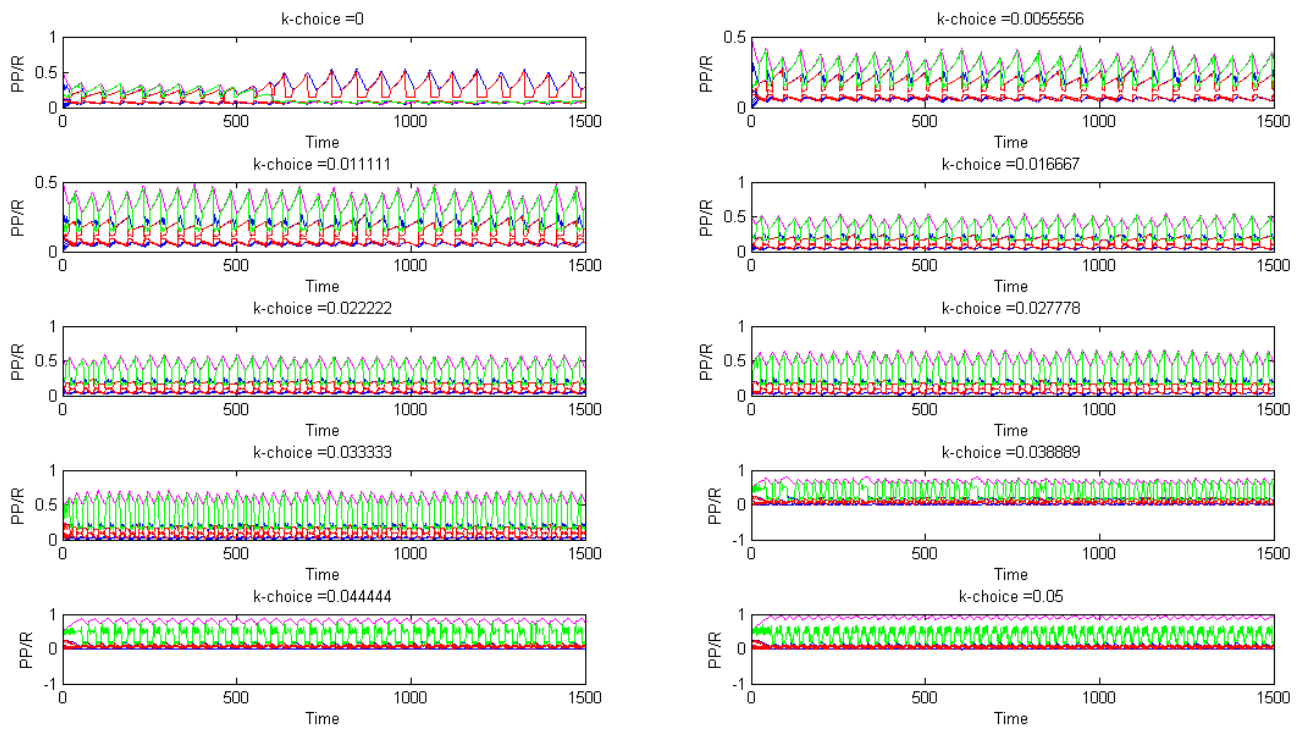 k-choice =0
PP/R
1
0.5
0
0 500 1000 1500
Time
k-choice =0.0055556
PP/R
0.5
0
0 500 1000 1500
Time
k-choice =0.011111
PP/R
0.5
0
0 500 1000 1500
Time
k-choice =0.016667
PP/R
1
0.5
0
0 500 1000 1500
Time
k-choice =0.022222
PP/R
1
0.5
0
0 500 1000 1500
Time
k-choice =0.027778
PP/R
1
0.5
0
0 500 1000 1500
Time
k-choice =0.033333
PP/R
1
0.5
0
0 500 1000 1500
Time
k-choice =0.038889
PP/R
1
0
-1
0 500 1000 1500
Time
k-choice =0.044444
PP/R
1
0
-1
0 500 1000 1500
Time
k-choice =0.05
PP/R
1
0
-1
0 500 1000 1500
Time